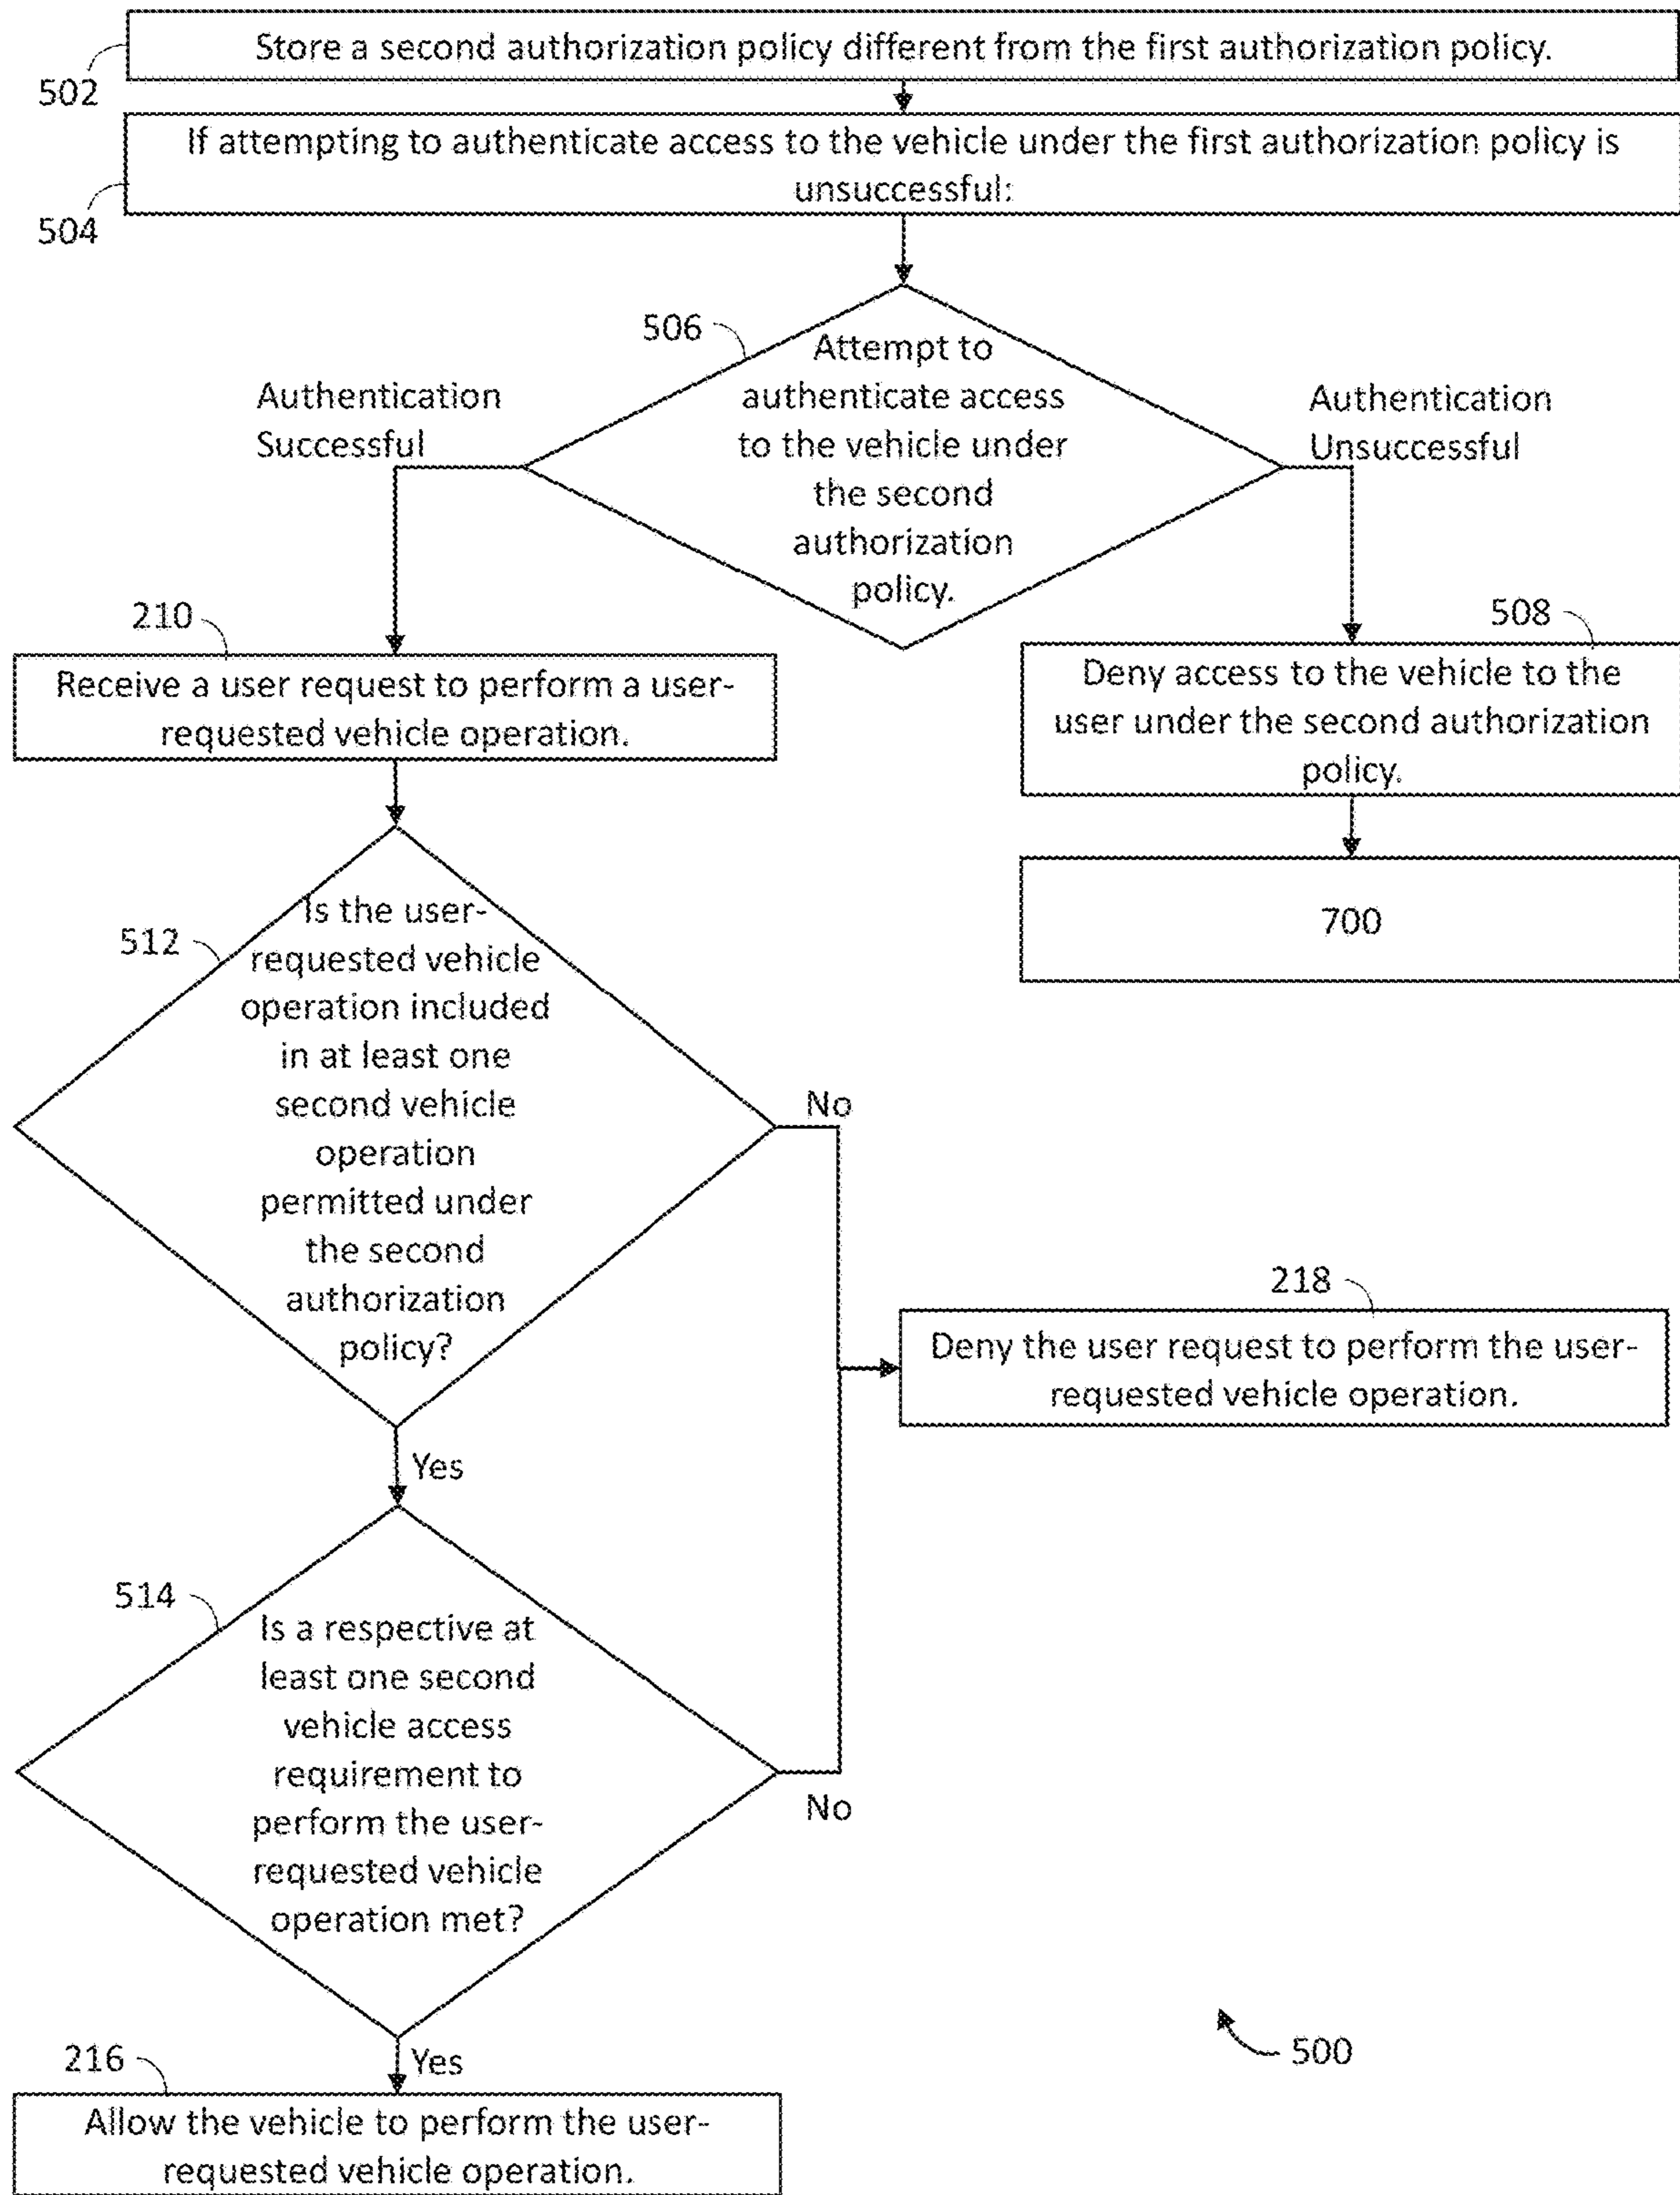 Store a second authorization policy different from the first authorization policy.
502
If attempting to authenticate access to the vehicle under the first authorization policy is
unsuccessful:
504
506
Attempt to
authenticate access
to the vehicle under
the second
authorization
policy.
Authentication
Successful
Authentication
Unsuccessful
210
Receive a user request to perform a user-
requested vehicle operation.
508
Deny access to the vehicle to the
user under the second authorization
policy.
700
512
Is the user-
requested vehicle
operation included
in at least one
second vehicle
operation
permitted under
the second
authorization
policy?
No
218
Deny the user request to perform the user-
requested vehicle operation.
Yes
514
Is a respective at
least one second
vehicle access
requirement to
perform the user-
requested vehicle
operation met?
No
Yes
216
Allow the vehicle to perform the user-
requested vehicle operation.
500